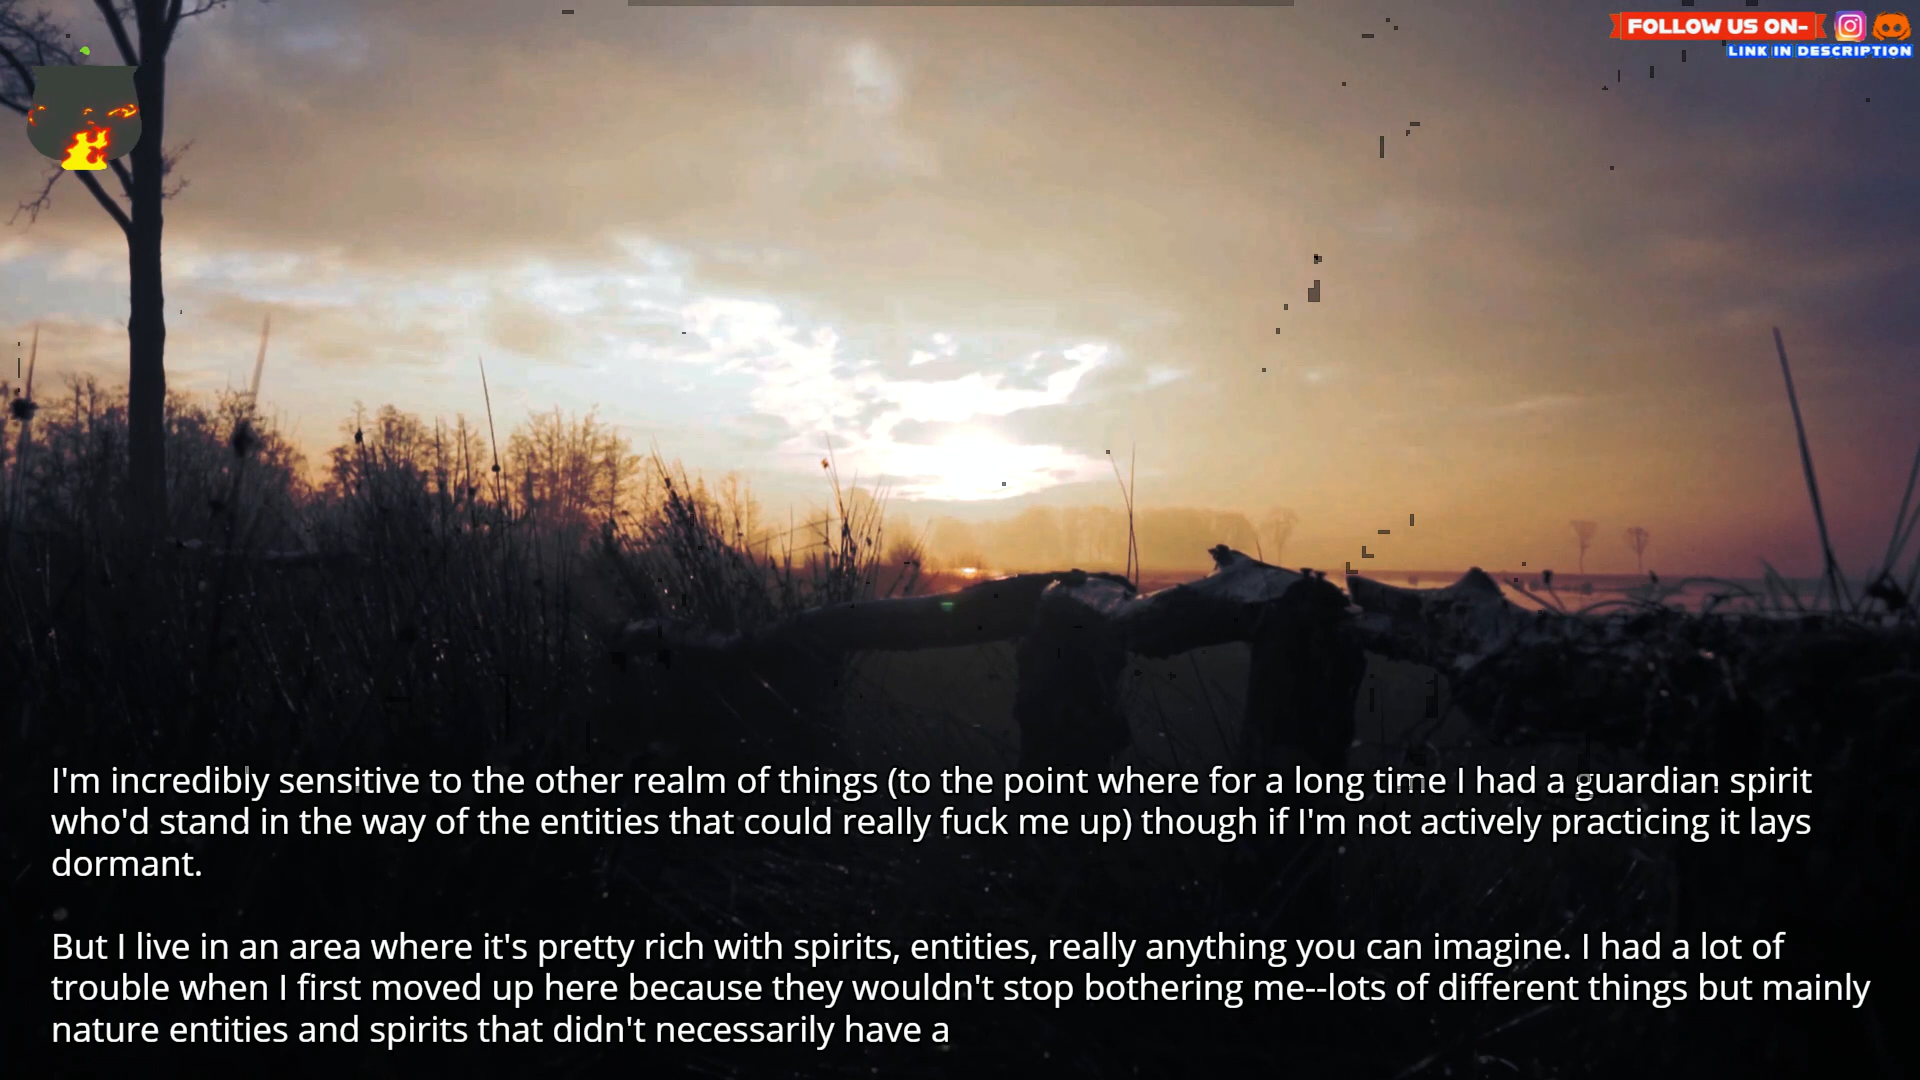 FOLLOW US ON-
LINK IN DESCRIPTION
I'm incredibly sensitive to the other realm of things (to the point where for a long time I had a guardian spirit
who'd stand in the way of the entities that could really fuck me up) though if I'm not actively practicing it lays
dormant.
But I live in an area where it's pretty rich with spirits, entities, really anything you can imagine. I had a lot of
trouble when I first moved up here because they wouldn't stop bothering me--lots of different things but mainly
nature entities and spirits that didn't necessarily have a